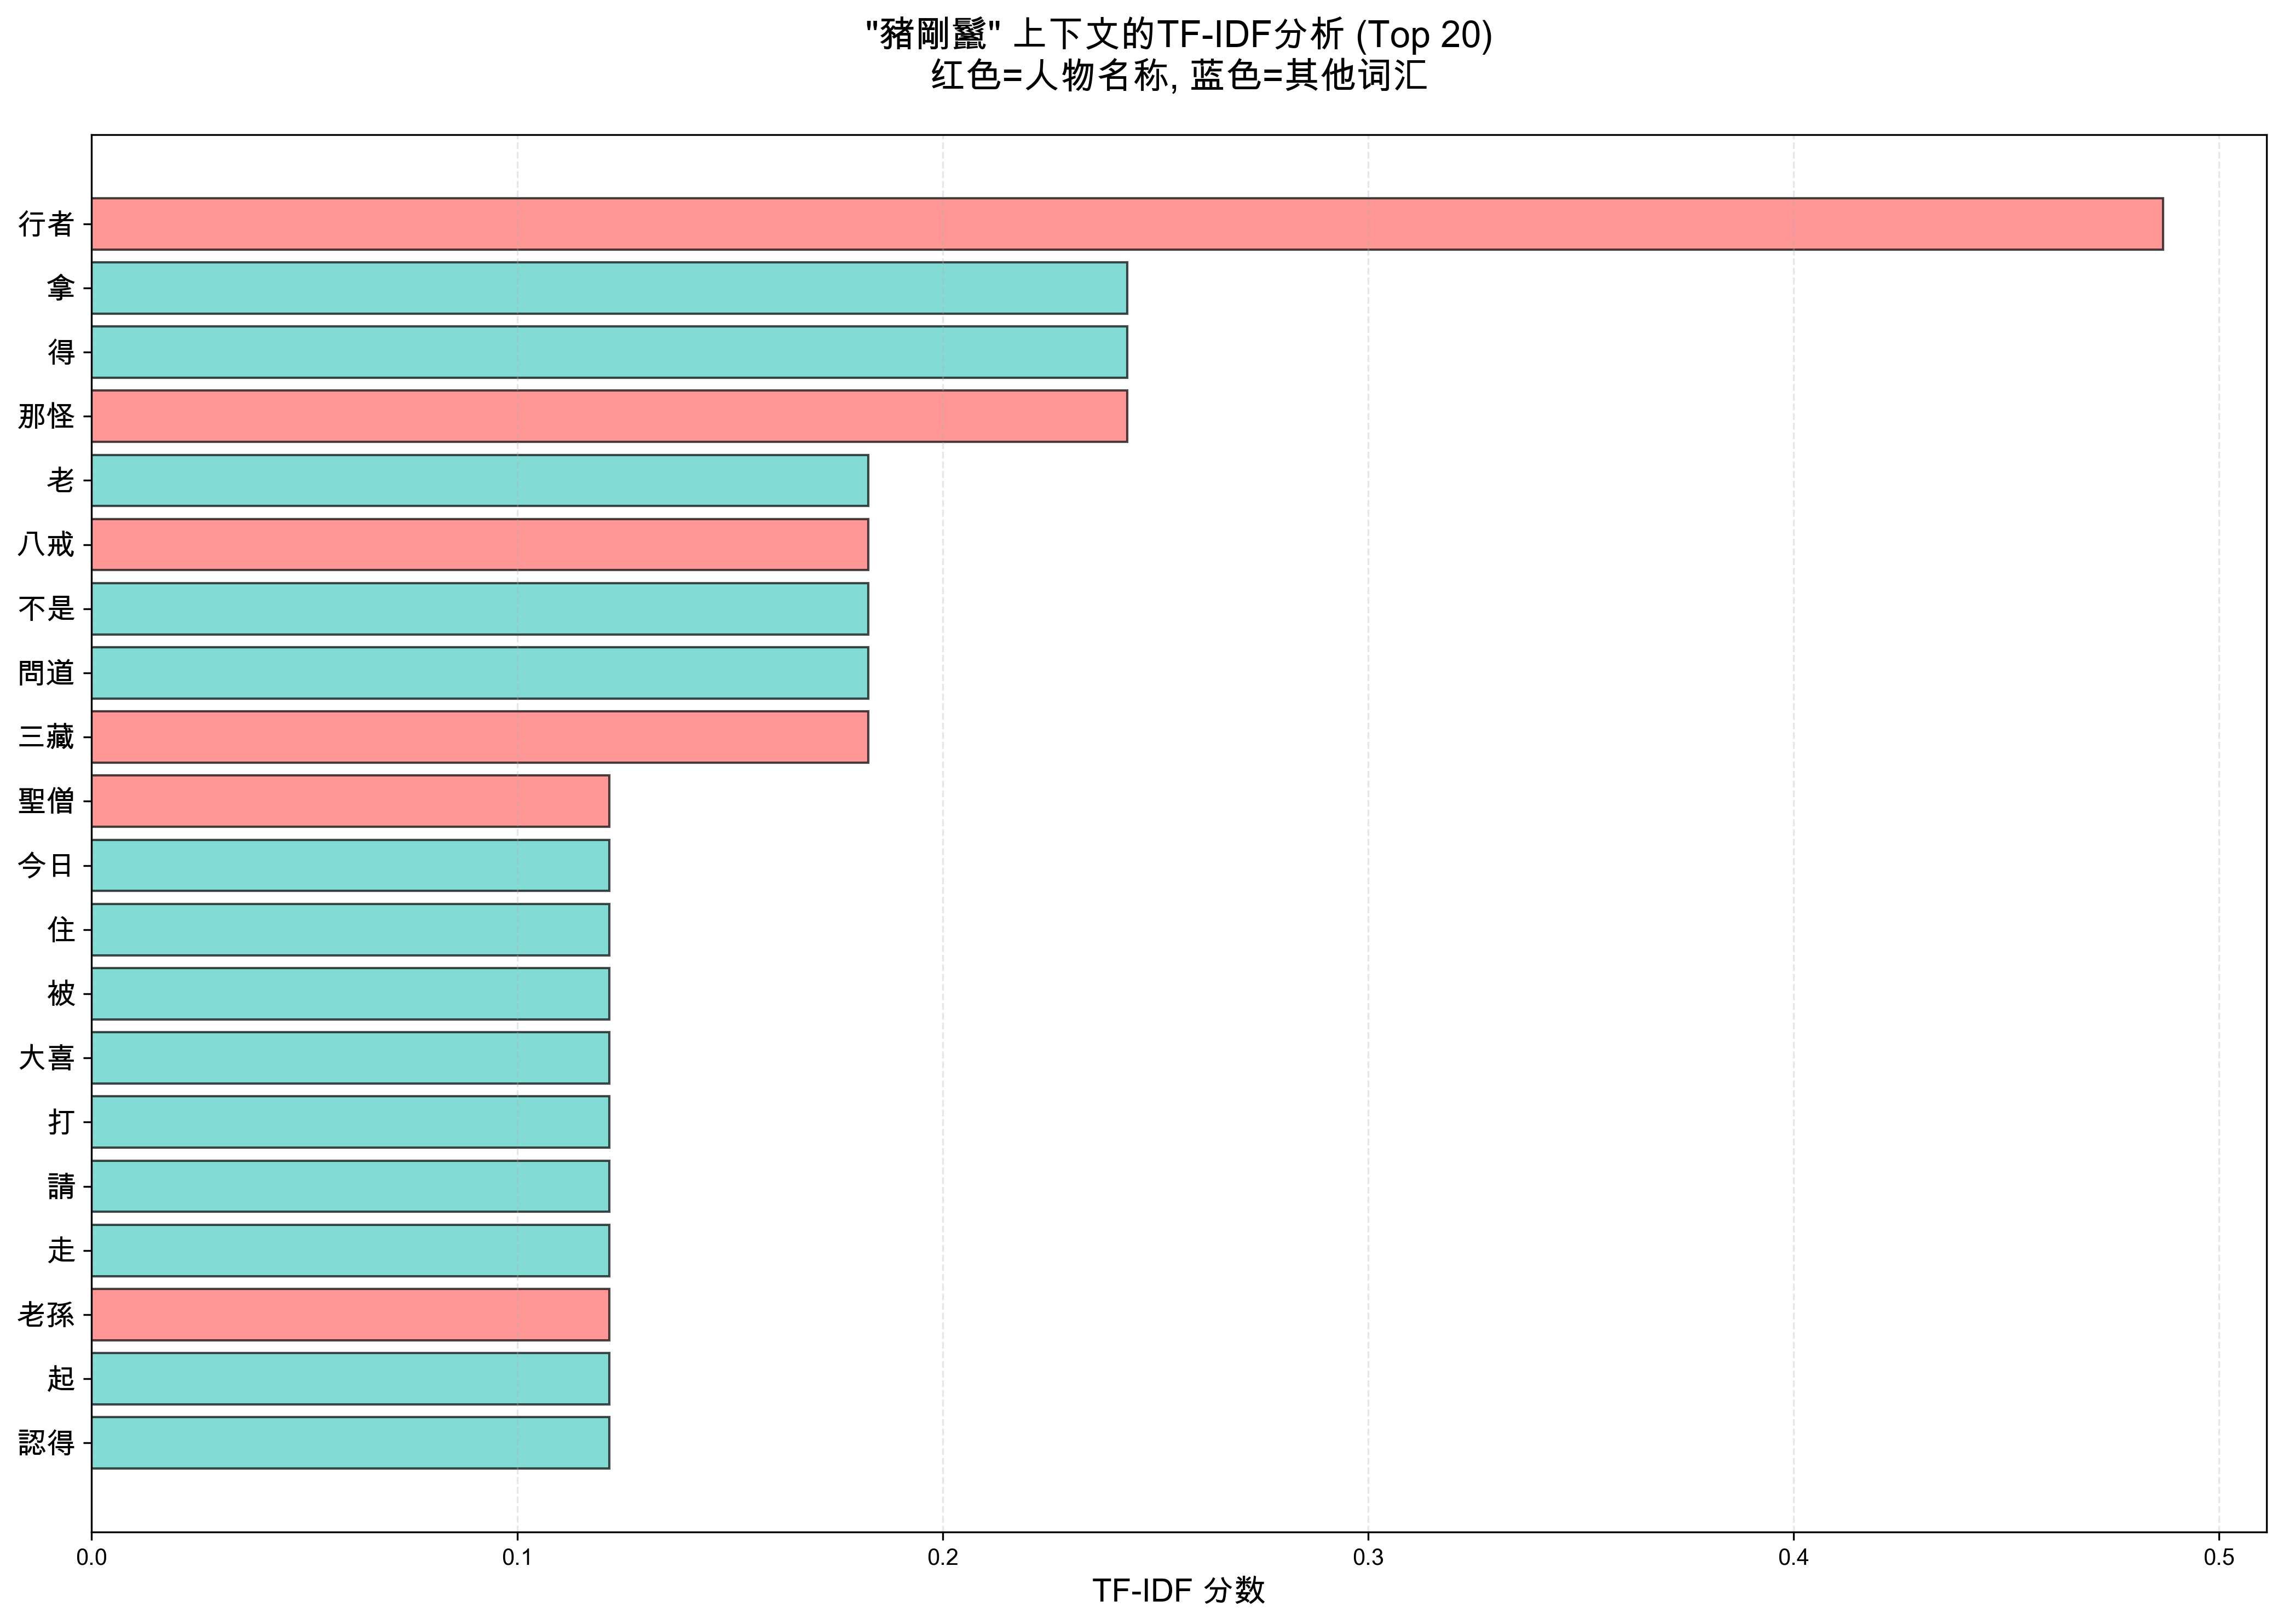 "豬剛鬣" 上下文的TF-IDF分析 (Top 20)
红色=人物名称, 蓝色=其他词汇
行者
拿
得
那怪
老
八戒
不是
問道
三藏
聖僧
今日
住
被
大喜
打
請
走
老孫
起
認得
0.0 0.1 0.2 0.3 0.4 0.5
TF-IDF 分数